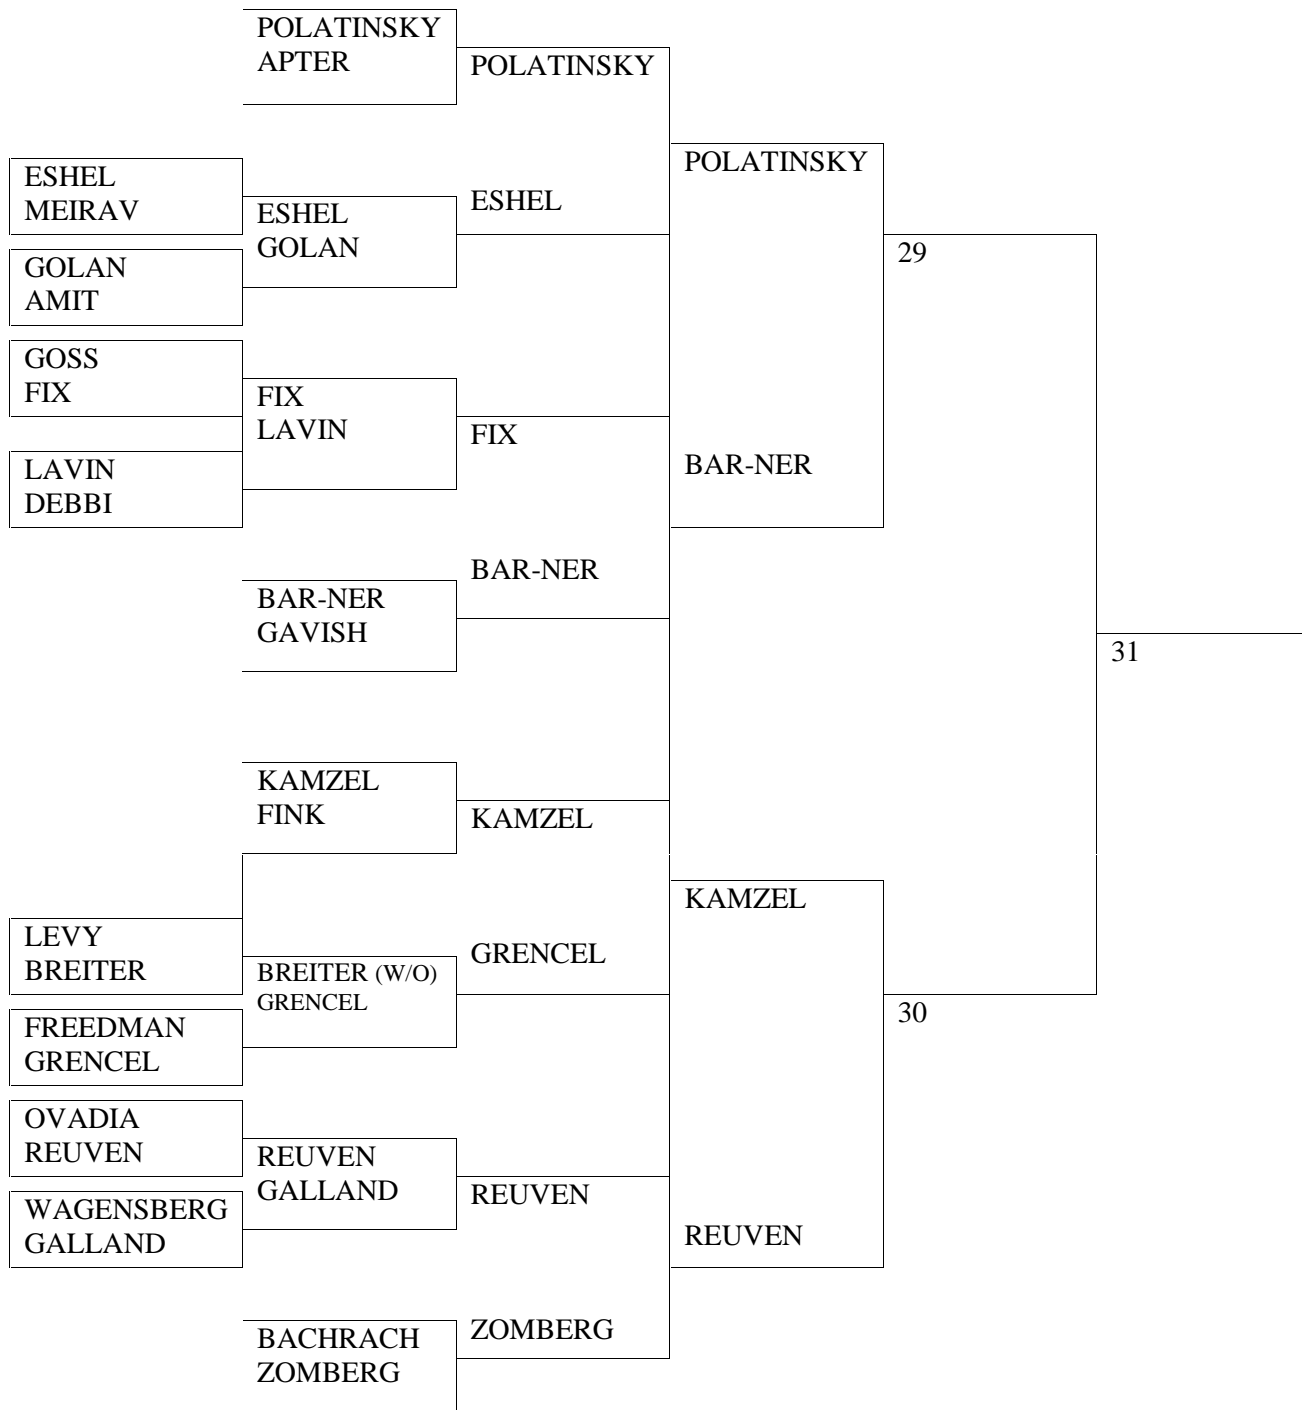 POLATINSKY
APTER
POLATINSKY
POLATINSKY
ESHEL
MEIRAV
ESHEL
GOLAN
ESHEL
29
GOLAN
AMIT
GOSS
FIX
FIX
LAVIN
FIX
BAR-NER
LAVIN
DEBBI
BAR-NER
BAR-NER
GAVISH
31
KAMZEL
FINK
KAMZEL
KAMZEL
LEVY
BREITER
BREITER (W/O)
GRENCEL
GRENCEL
30
FREEDMAN
GRENCEL
OVADIA
REUVEN
REUVEN
GALLAND
REUVEN
WAGENSBERG
GALLAND
REUVEN
BACHRACH
ZOMBERG
ZOMBERG